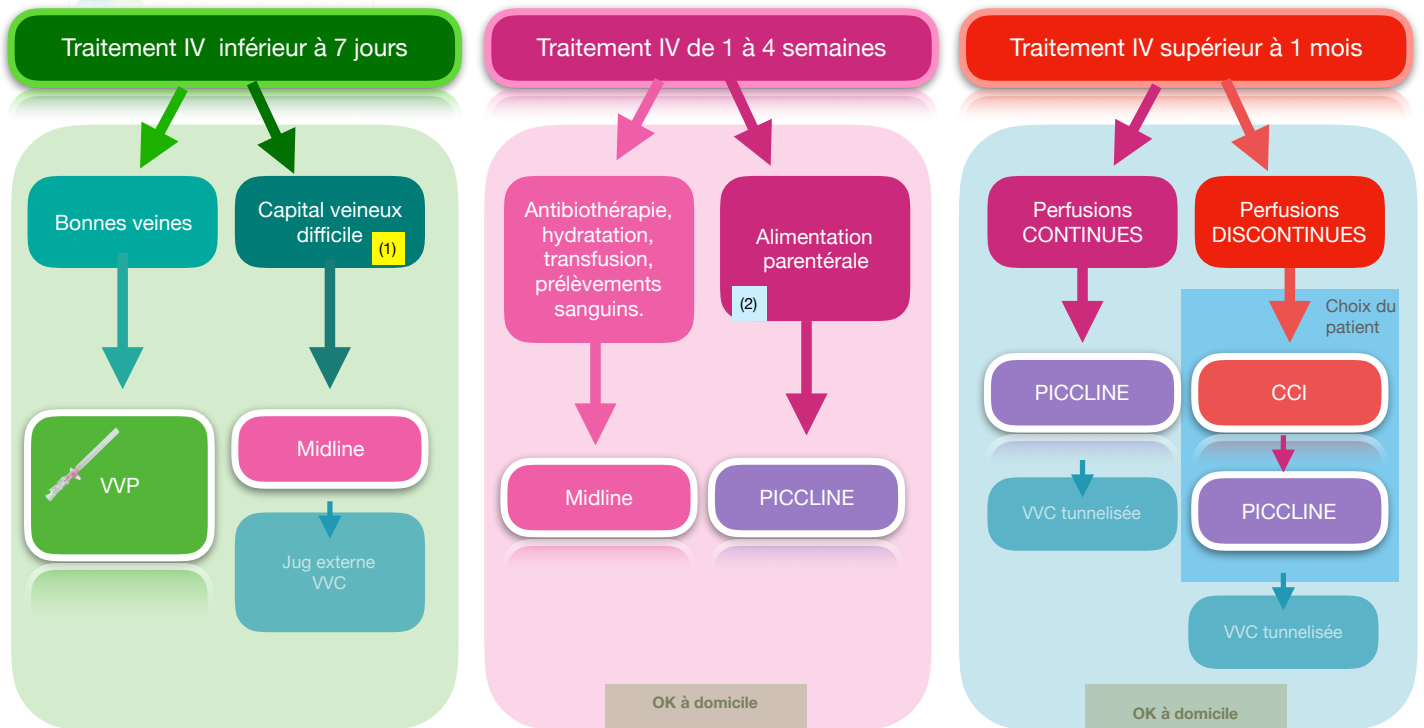 Traitement IV inférieur à 7 jours
Bonnes veines
Capital veineux
difficile
(1)
VVP
Midline
Jug externe
VVC
Traitement IV de 1 à 4 semaines
Antibiothérapie,
hydratation,
transfusion,
prélèvements
sanguins.
Alimentation
parentérale
(2)
Midline
PICCLINE
OK à domicile
Traitement IV supérieur à 1 mois
Perfusions
CONTINUES
Perfusions
DISCONTINUES
Choix du
patient
PICCLINE
CCI
VVC tunnelisée
PICCLINE
VVC tunnelisée
OK à domicile